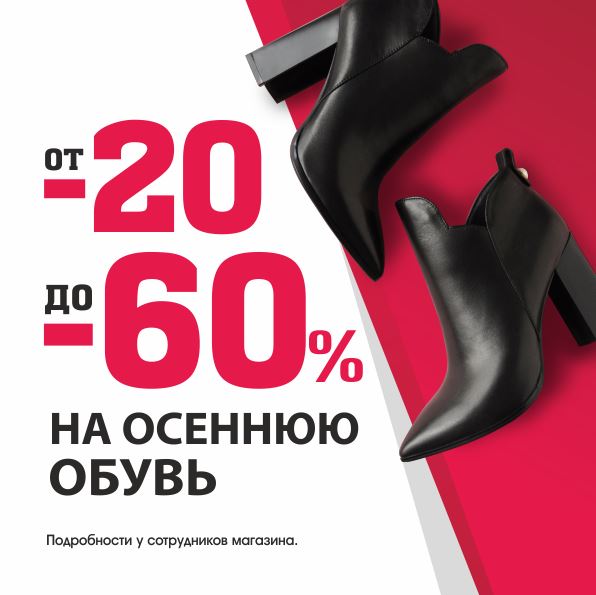 от -20
до -60%
НА ОСЕННЮЮ
ОБУВЬ
Подробности у сотрудников магазина.